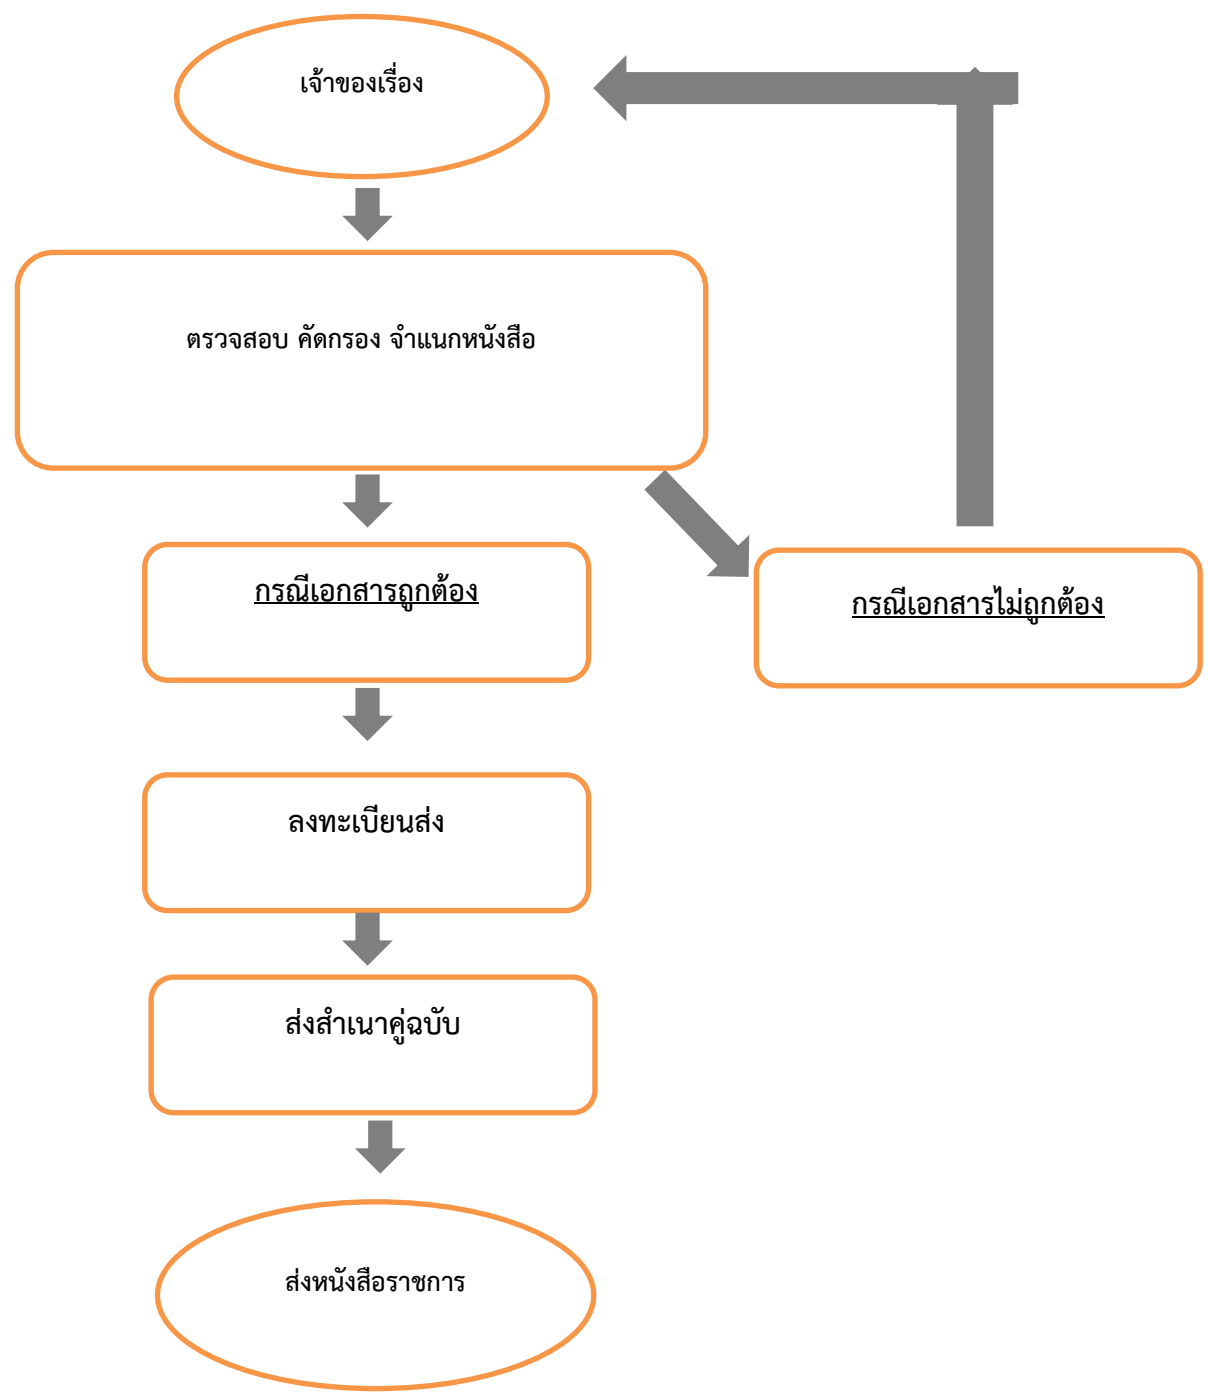 เจ้าของเรื่อง
ตรวจสอบ คัดกรอง จำแนกหนังสือ
กรณีเอกสารถูกต้อง
กรณีเอกสารไม่ถูกต้อง
ลงทะเบียนส่ง
ส่งสำเนาคู่ฉบับ
ส่งหนังสือราชการ